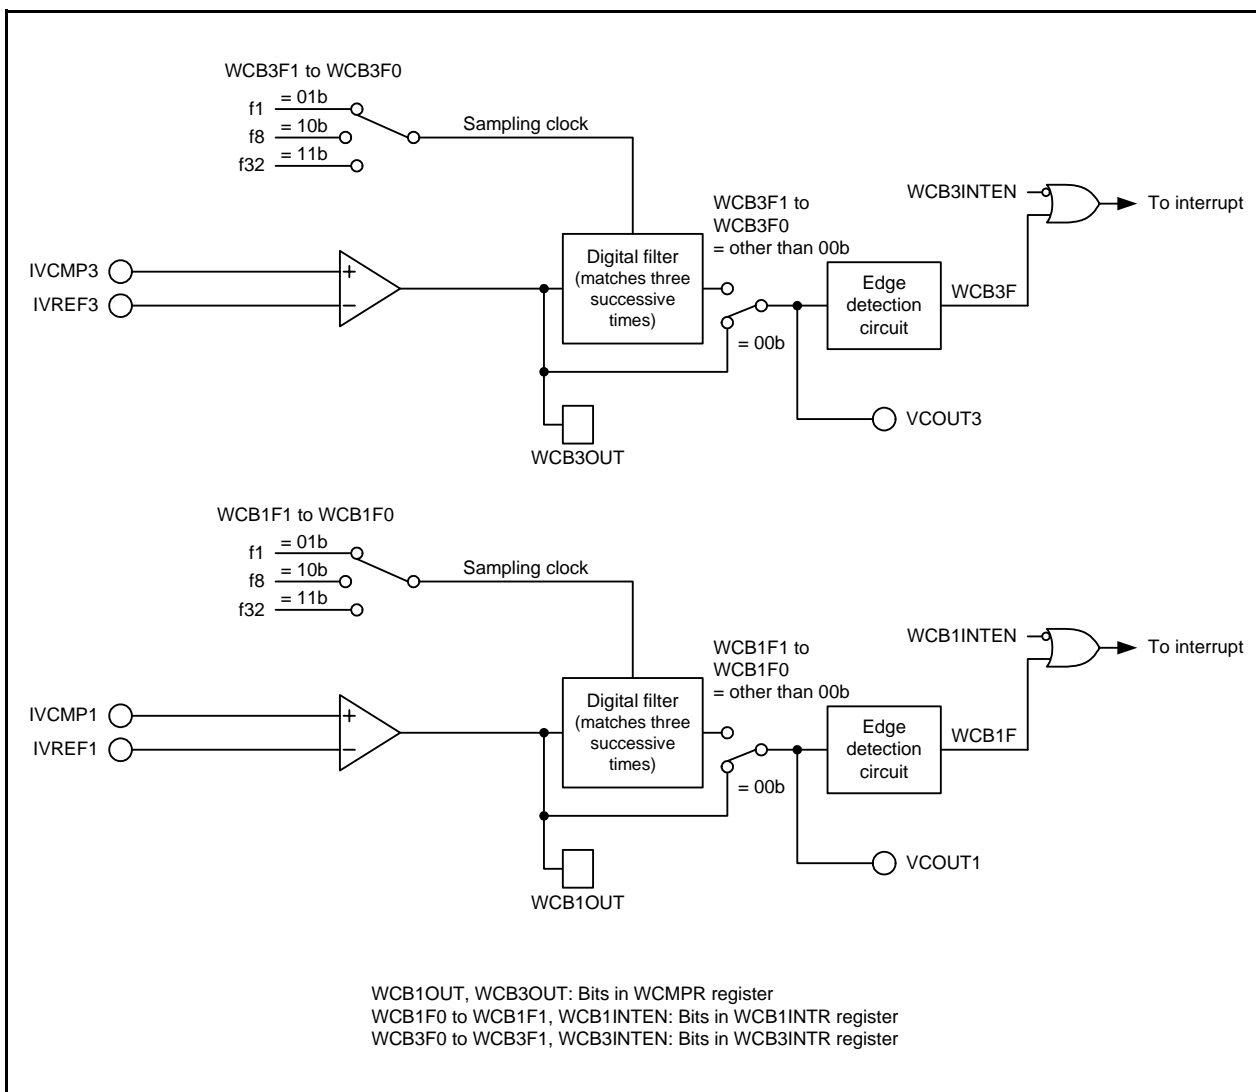 WCB3F1 to WCB3F0
f1 = 01b
f8 = 10b
f32 = 11b
Sampling clock
WCB3INTEN
To interrupt
WCB3F1 to
WCB3F0
= other than 00b
IVCMP3
IVREF3
+
−
Digital filter
(matches three
successive
times)
= 00b
Edge
detection
circuit
WCB3F
VCOUT3
WCB3OUT
WCB1F1 to WCB1F0
f1 = 01b
f8 = 10b
f32 = 11b
Sampling clock
WCB1INTEN
To interrupt
WCB1F1 to
WCB1F0
= other than 00b
IVCMP1
IVREF1
+
−
Digital filter
(matches three
successive
times)
= 00b
Edge
detection
circuit
WCB1F
VCOUT1
WCB1OUT
WCB1OUT, WCB3OUT: Bits in WCMPR register
WCB1F0 to WCB1F1, WCB1INTEN: Bits in WCB1INTR register
WCB3F0 to WCB3F1, WCB3INTEN: Bits in WCB3INTR register